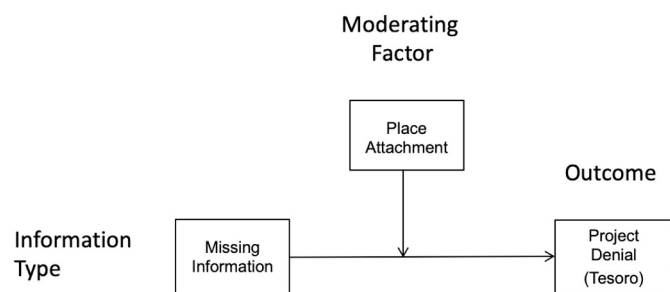 Moderating
Factor
Place
Attachment
Outcome
Information
Type
Missing
Information
Project
Denial
(Tesoro)